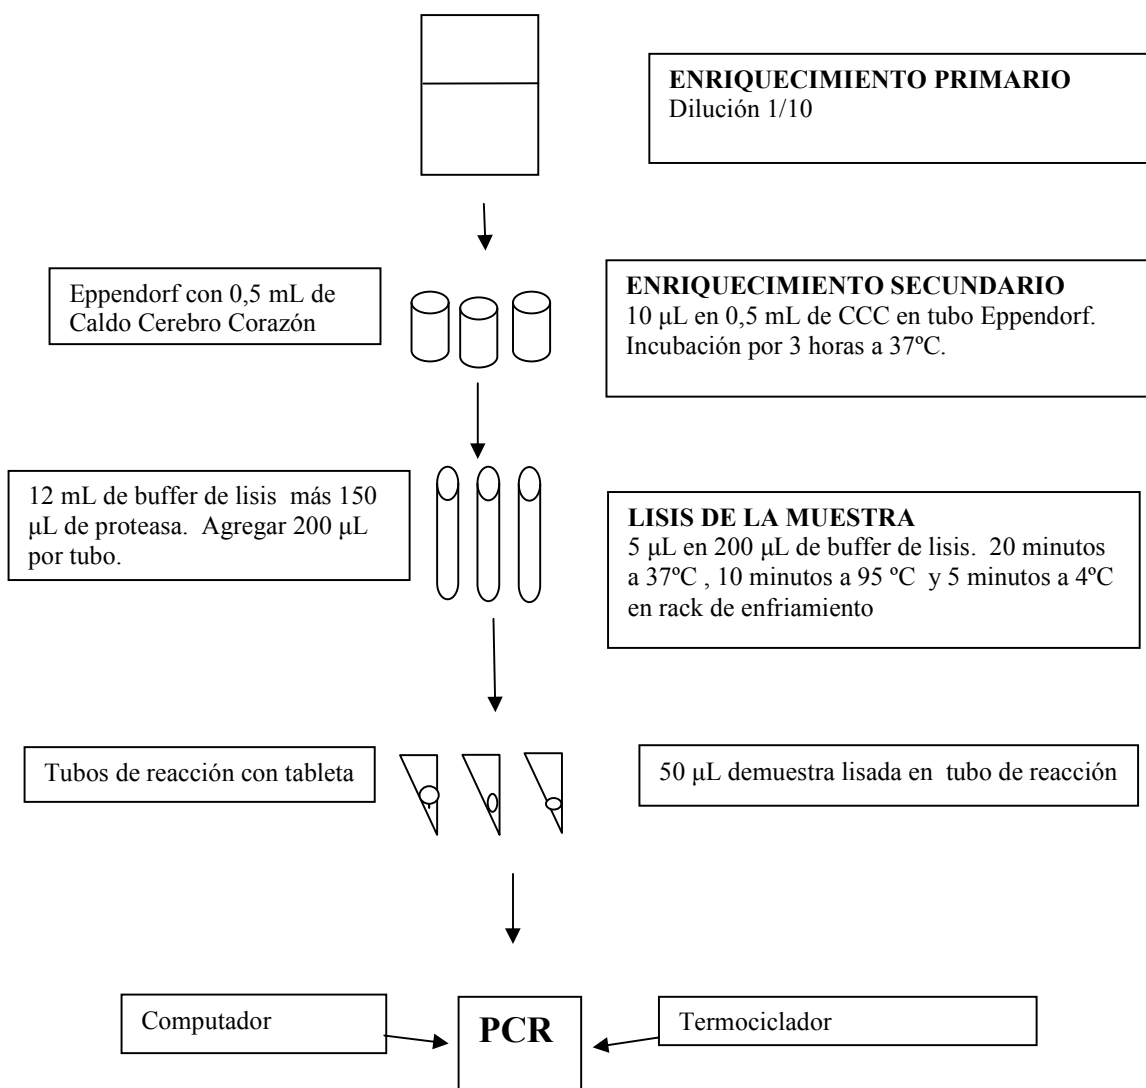 ENRIQUECIMIENTO PRIMARIO
Dilución 1/10
Eppendorf con 0,5 mL de
Caldo Cerebro Corazón
ENRIQUECIMIENTO SECUNDARIO
10 μL en 0,5 mL de CCC en tubo Eppendorf.
Incubación por 3 horas a 37ºC.
12 mL de buffer de lisis más 150
μL de proteasa. Agregar 200 μL
por tubo.
LISIS DE LA MUESTRA
5 μL en 200 μL de buffer de lisis. 20 minutos
a 37ºC , 10 minutos a 95 ºC y 5 minutos a 4ºC
en rack de enfriamiento
Tubos de reacción con tableta
50 μL demuestra lisada en tubo de reacción
Computador
PCR
Termociclador